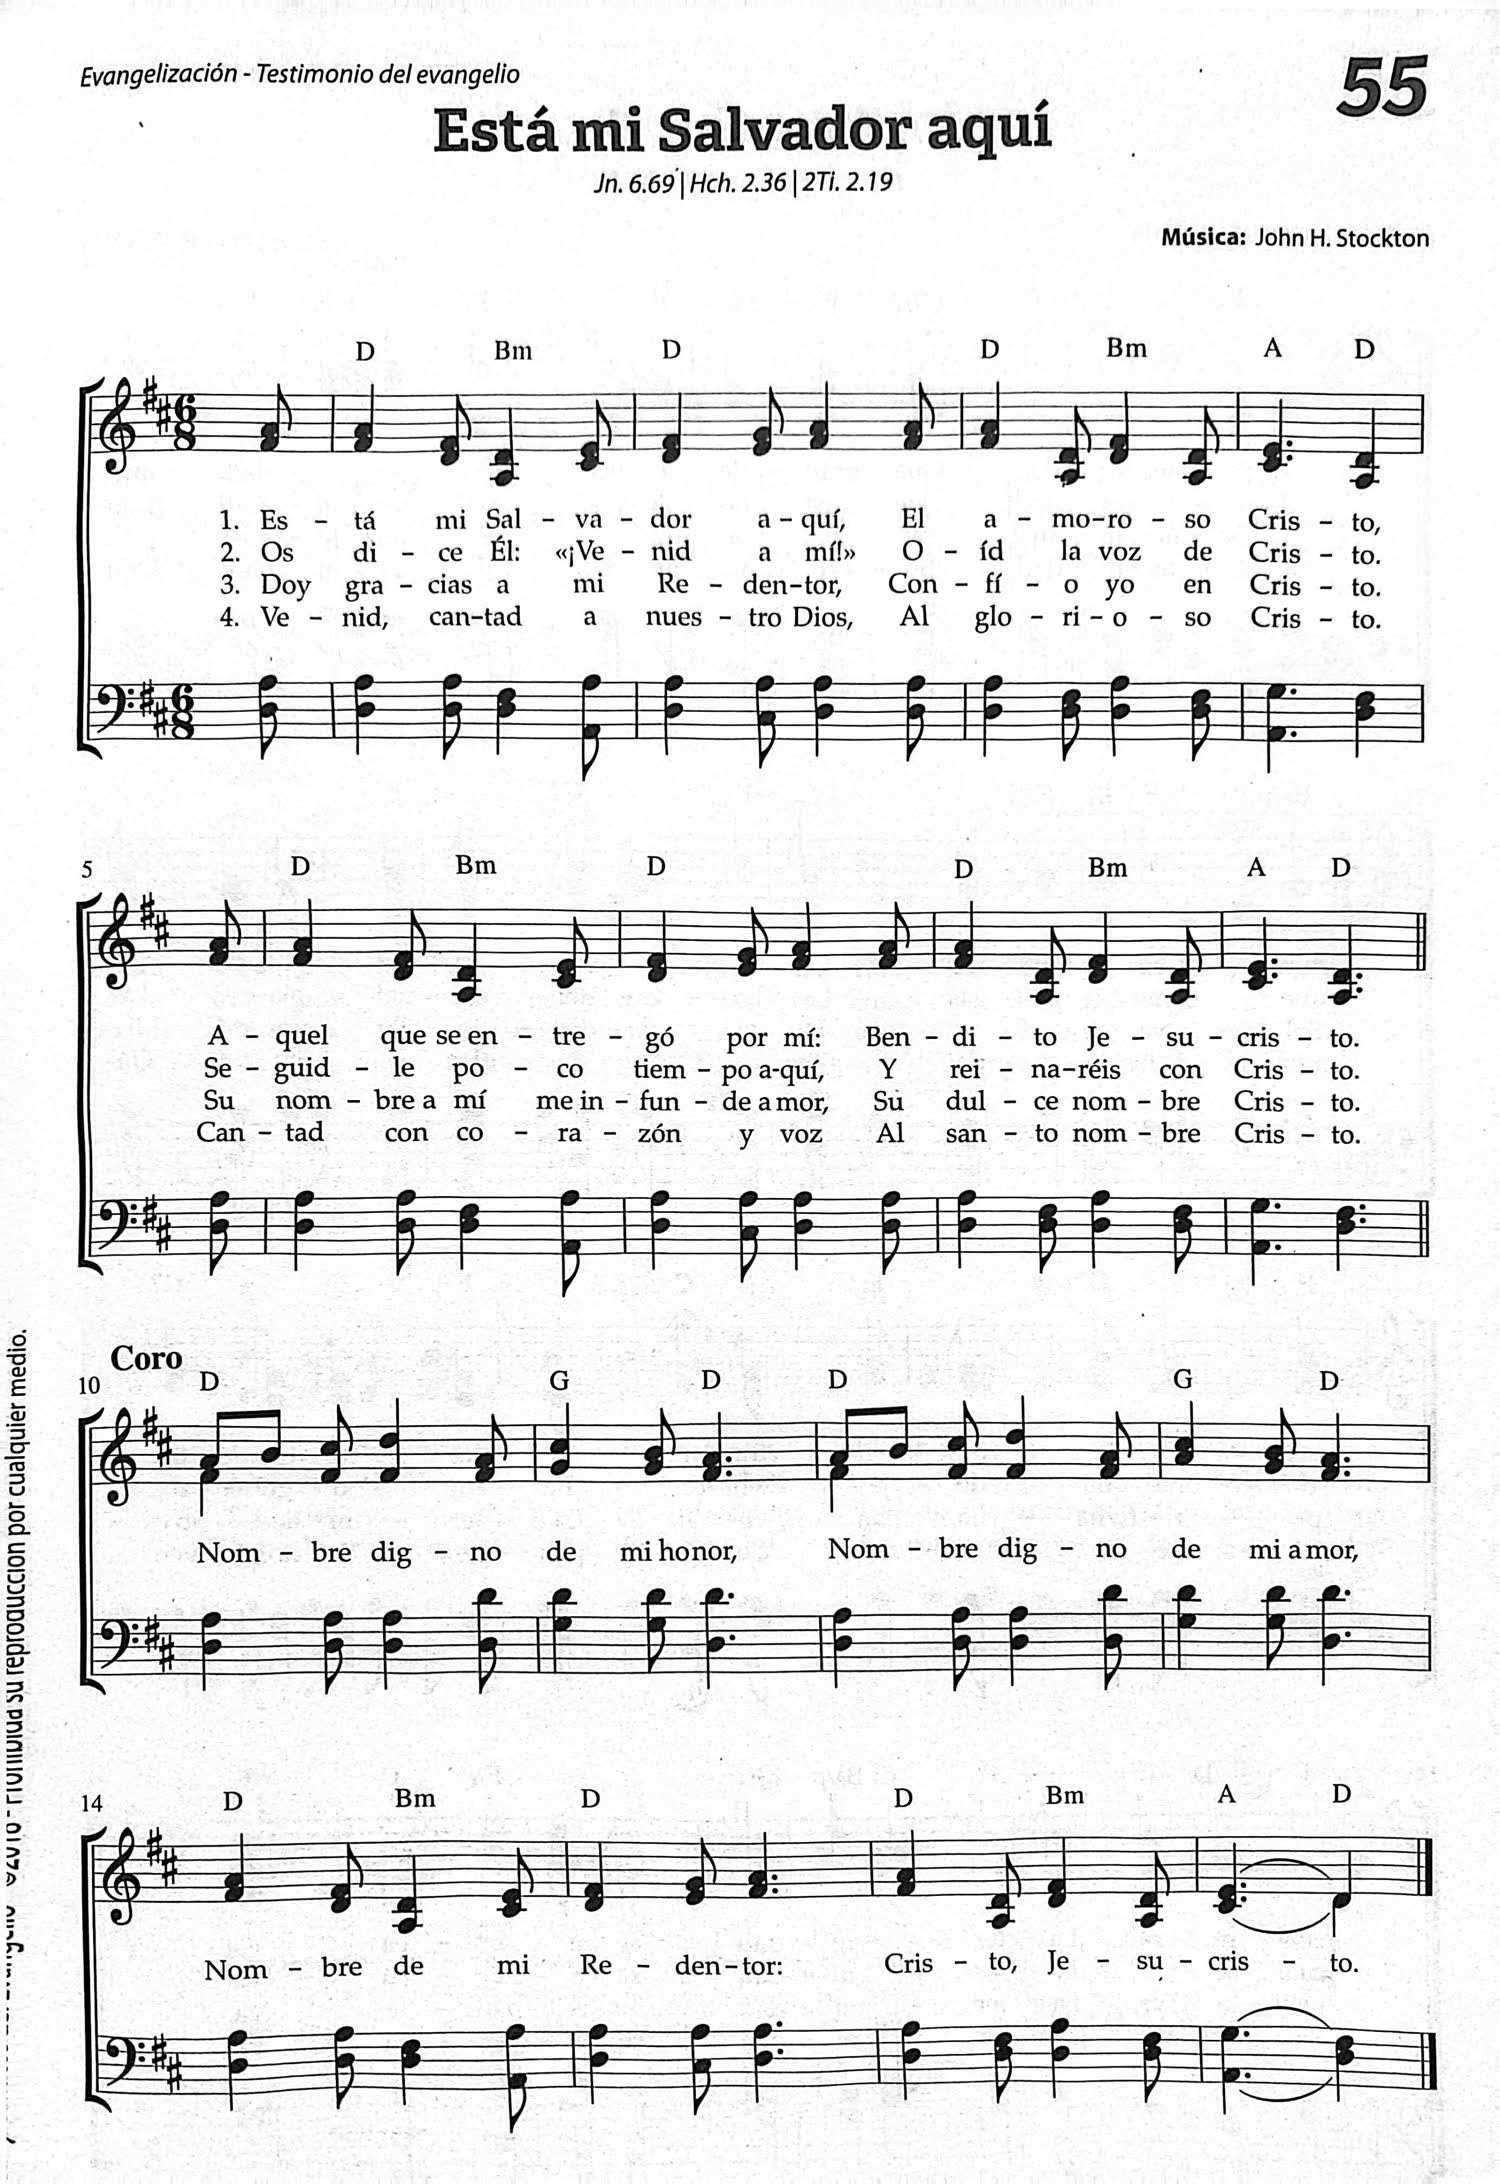 Evangelización - Testimonio del evangelio
55
Está mi Salvador aquí
Jn. 6.69 | Hch. 2.36 | 2Ti. 2.19
Música: John H. Stockton
D Bm D D Bm A D
6 8
1. Es – tá mi Sal – va – dor a – quí, El a – mo–ro – so Cris – to,
2. Os di – ce Él: «¡Ve – nid a mí!» O – íd la voz de Cris – to.
3. Doy gra – cias a mi Re – den–tor, Con – fí – o yo en Cris – to.
4. Ve – nid, can–tad a nues – tro Dios, Al glo – ri – o – so Cris – to.
6 8
5 D Bm D D Bm A D
A – quel que se en – tre – gó por mí: Ben – di – to Je – su – cris – to.
Se – guid – le po – co tiem – po a-quí, Y rei – na–réis con Cris – to.
Su nom – bre a mí me in – fun – de a mor, Su dul – ce nom – bre Cris – to.
Can – tad con co – ra – zón y voz Al san – to nom – bre Cris – to.
Coro
10 D G D D G D
Nom – bre dig – no de mi honor, Nom – bre dig – no de mi a mor,
14 D Bm D D Bm A D
Nom – bre de mi Re – den–tor: Cris – to, Je – su – cris – to.
su reproduccion por cualquier medio.